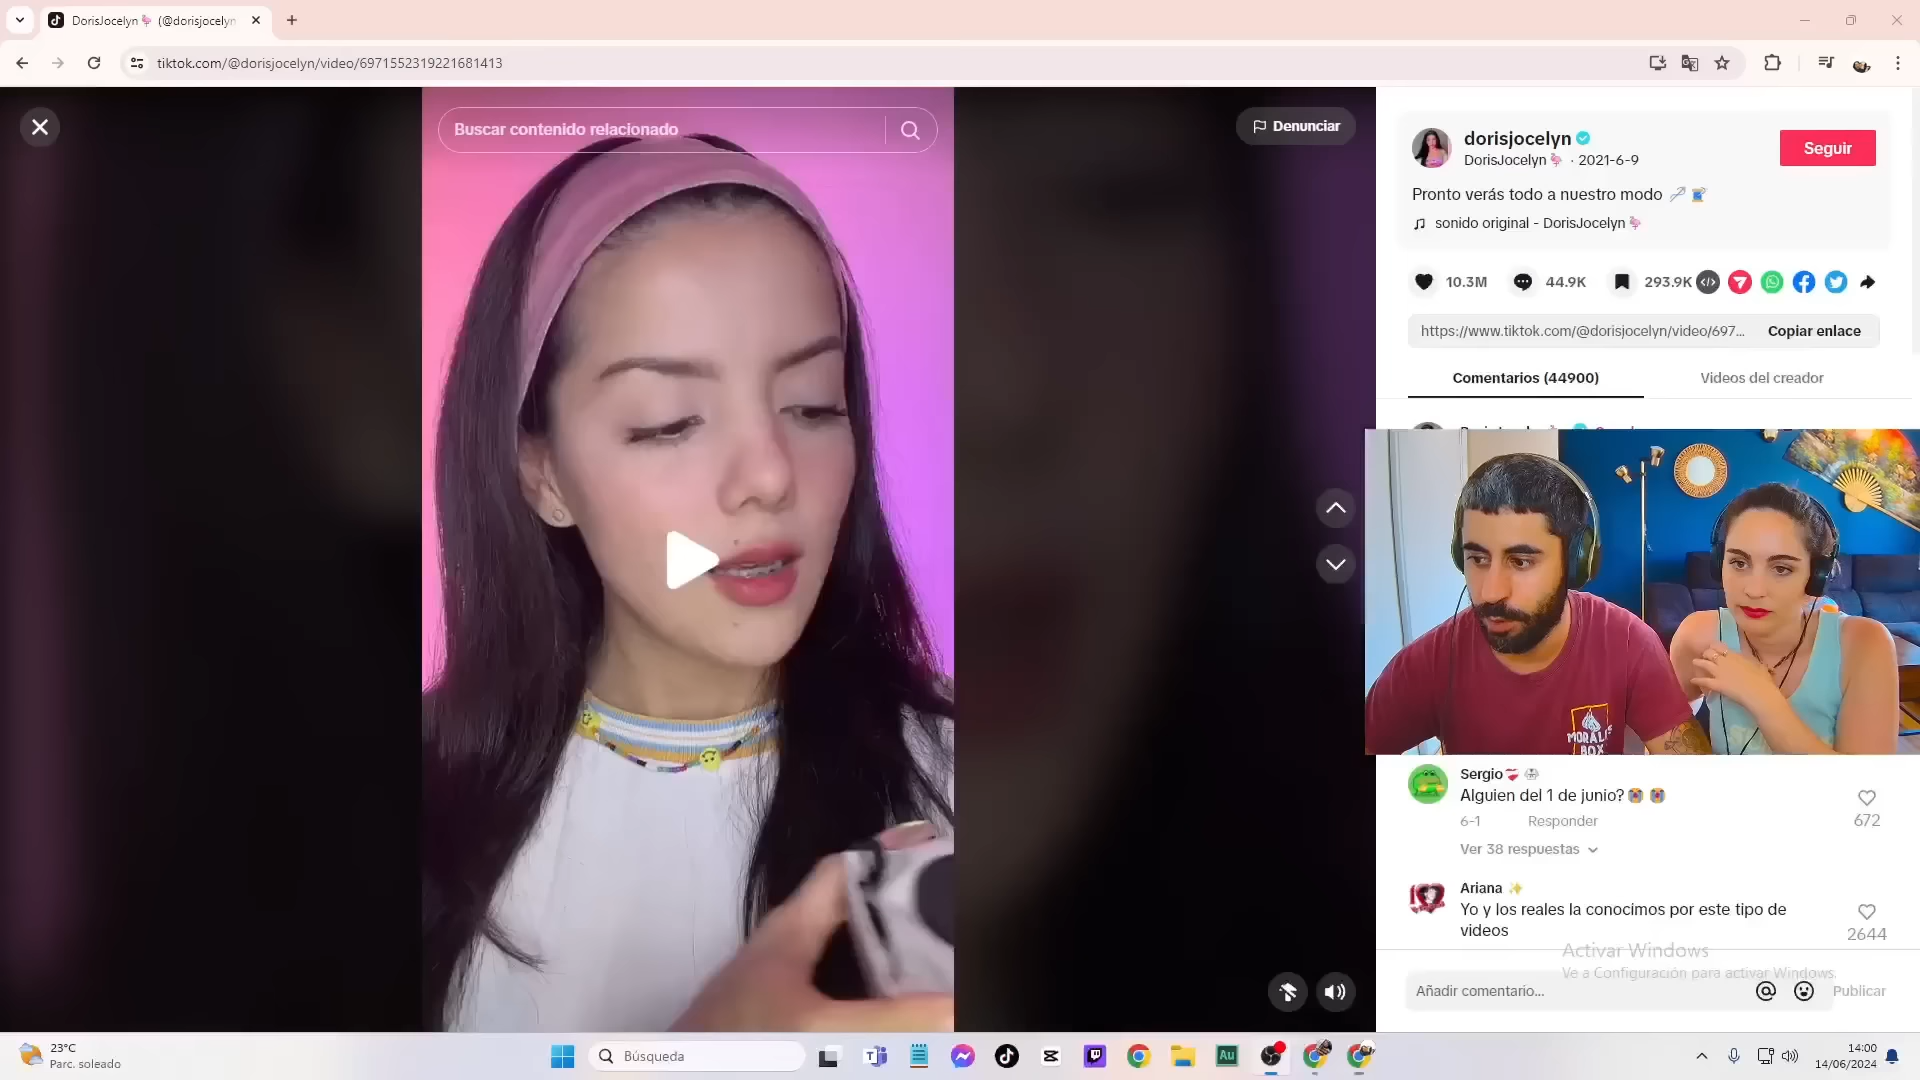 DorisJocelyn🦩 (@dorisjocelyn
tiktok.com/@dorisjocelyn/video/6971552319221681413
Buscar contenido relacionado
Denunciar
dorisjocelyn
DorisJocelyn🦩 · 2021-6-9
Seguir
Pronto verás todo a nuestro modo 🪡🧵
sonido original - DorisJocelyn🦩
10.3M
44.9K
293.9K
https://www.tiktok.com/@dorisjocelyn/video/697...
Copiar enlace
Comentarios (44900)
Videos del creador
MORALES
BOX
Sergio
Alguien del 1 de junio?😭😭
6-1
Responder
672
Ver 38 respuestas
Ariana ✨
Yo y los reales la conocimos por este tipo de
videos
2644
Activar Windows
Ve a Configuración para activar Windows.
Añadir comentario...
Publicar
23°C
Parc. soleado
Búsqueda
Au
14:00
14/06/2024